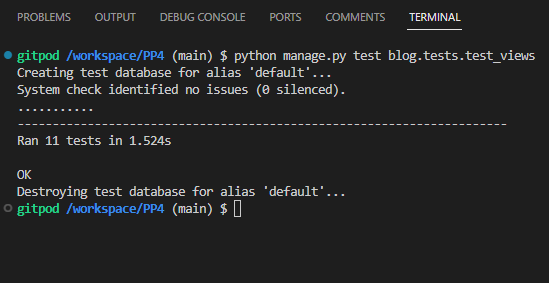 PROBLEMS OUTPUT DEBUG CONSOLE PORTS COMMENTS TERMINAL
gitpod /workspace/PP4 (main) $ python manage.py test blog.tests.test_views
Creating test database for alias 'default'...
System check identified no issues (0 silenced).
...........
----------------------------------------------------------------------
Ran 11 tests in 1.524s
OK
Destroying test database for alias 'default'...
gitpod /workspace/PP4 (main) $